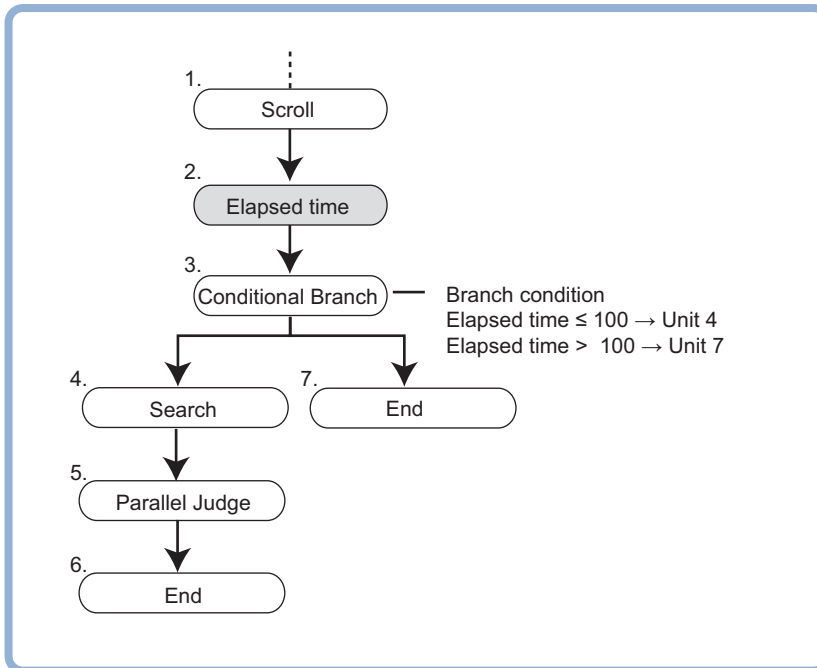 1.
Scroll
2.
Elapsed time
3.
Conditional Branch
Branch condition
Elapsed time ≤ 100 → Unit 4
Elapsed time > 100 → Unit 7
4.
Search
7.
End
5.
Parallel Judge
6.
End